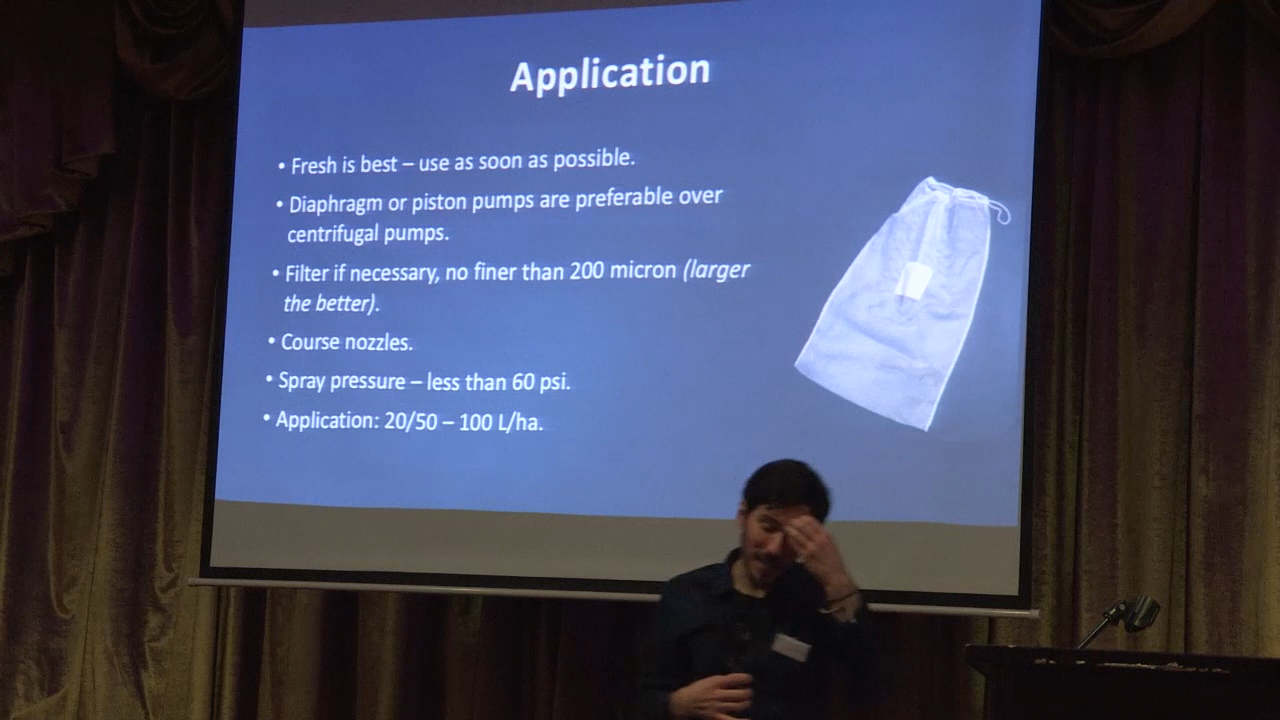 Application
• Fresh is best – use as soon as possible.
• Diaphragm or piston pumps are preferable over
centrifugal pumps.
• Filter if necessary, no finer than 200 micron (larger
the better).
• Course nozzles.
• Spray pressure – less than 60 psi.
• Application: 20/50 – 100 L/ha.